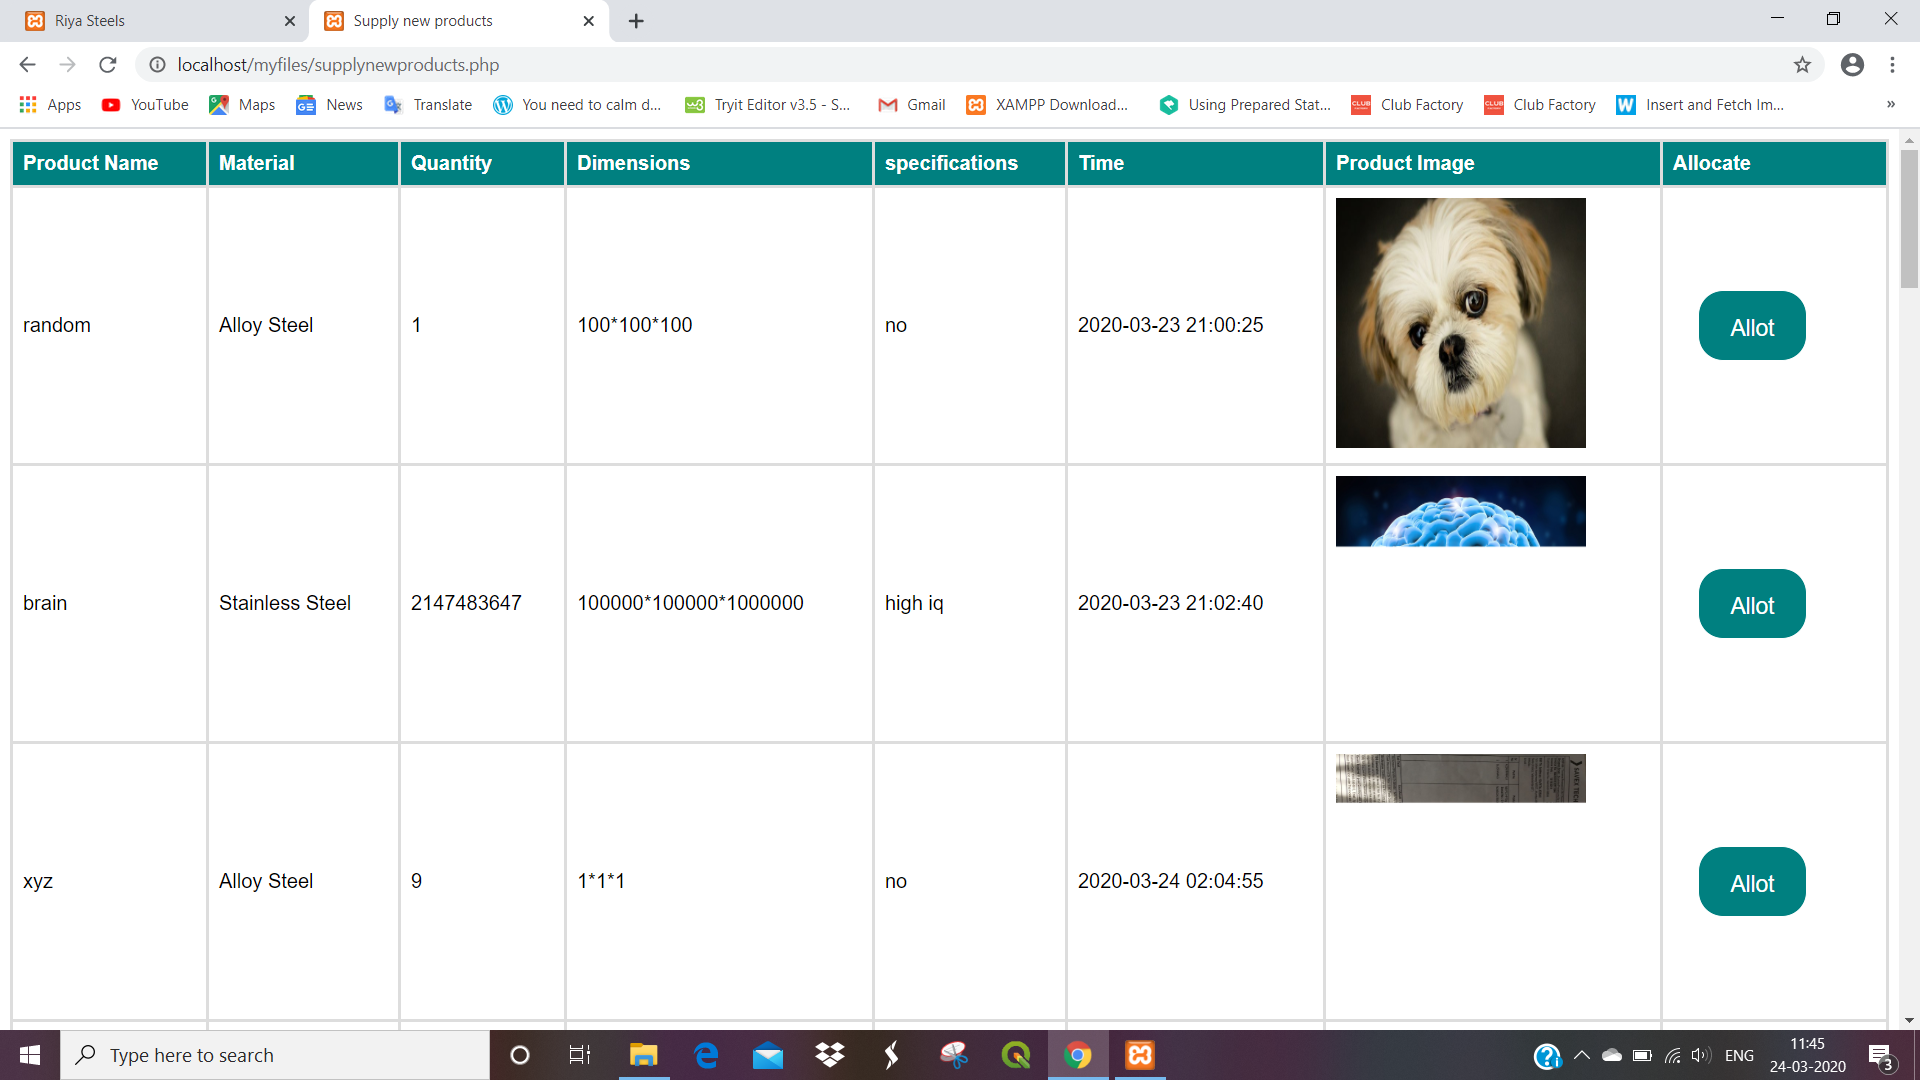 Riya Steels
Supply new products
localhost/myfiles/supplynewproducts.php
Apps YouTube Maps News Translate You need to calm d... Tryit Editor v3.5 - S... Gmail XAMPP Download... Using Prepared Stat... Club Factory Club Factory Insert and Fetch Im... »
Product Name Material Quantity Dimensions specifications Time Product Image Allocate
random Alloy Steel 1 100*100*100 no 2020-03-23 21:00:25 Allot
brain Stainless Steel 2147483647 100000*100000*1000000 high iq 2020-03-23 21:02:40 Allot
xyz Alloy Steel 9 1*1*1 no 2020-03-24 02:04:55 Allot
Type here to search
ENG
11:45
24-03-2020
3